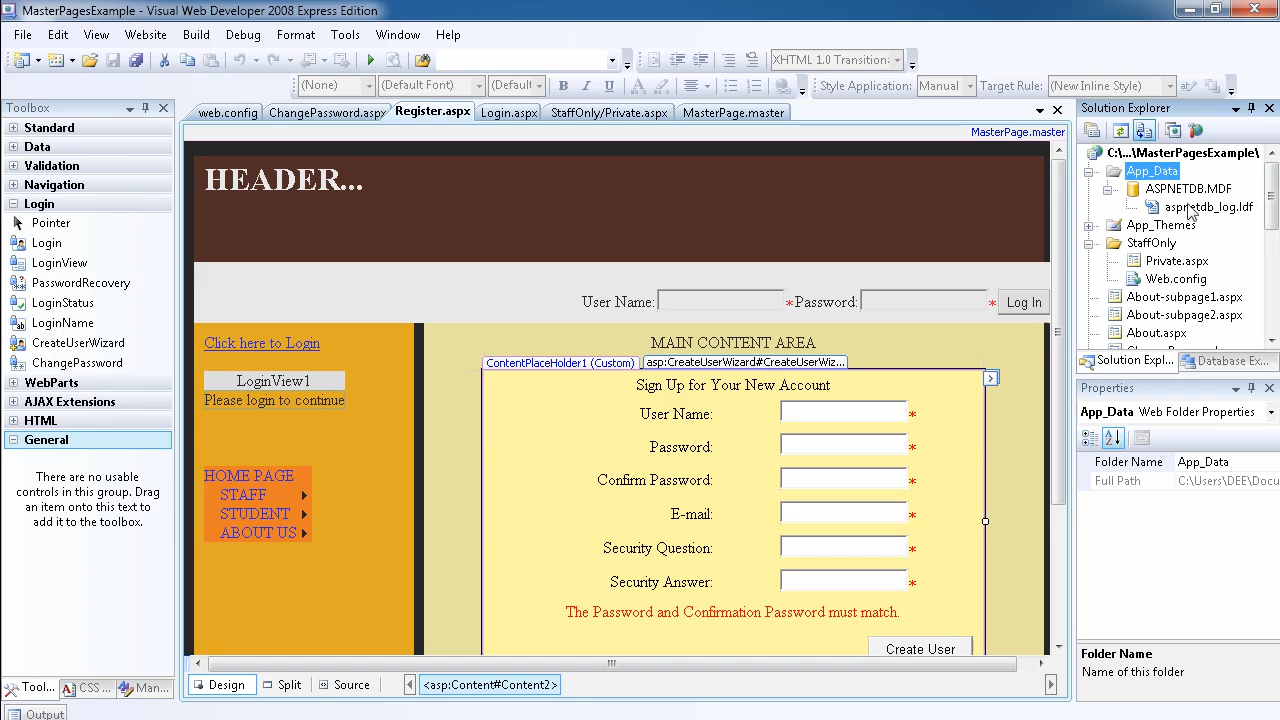 MasterPagesExample - Visual Web Developer 2008 Express Edition
File Edit View Website Build Debug Format Tools Window Help
XHTML 1.0 Transition
(None) (Default Font) (Default B I U A Style Application: Manual Target Rule: (New Inline Style)
Toolbox
Standard
Data
Validation
Navigation
Login
Pointer
Login
LoginView
PasswordRecovery
LoginStatus
LoginName
CreateUserWizard
ChangePassword
WebParts
AJAX Extensions
HTML
General
There are no usable
controls in this group. Drag
an item onto this text to
add it to the toolbox.
Tool... CSS ... Man...
Output
web.config ChangePassword.aspx Register.aspx Login.aspx StaffOnly/Private.aspx MasterPage.master
MasterPage.master
HEADER...
User Name: * Password: * Log In
Click here to Login
LoginView1
Please login to continue
HOME PAGE
STAFF
STUDENT
ABOUT US
MAIN CONTENT AREA
ContentPlaceHolder1 (Custom) asp:CreateUserWizard#CreateUserWiz...
Sign Up for Your New Account
User Name: *
Password: *
Confirm Password: *
E-mail: *
Security Question: *
Security Answer: *
The Password and Confirmation Password must match.
Create User
Design Split Source <asp:Content#Content2>
Solution Explorer
C:\...\MasterPagesExample\
App_Data
ASPNETDB.MDF
aspnetdb_log.ldf
App_Themes
StaffOnly
Private.aspx
Web.config
About-subpage1.aspx
About-subpage2.aspx
About.aspx
Solution Expl... Database Ex...
Properties
App_Data Web Folder Properties
Folder Name App_Data
Full Path C:\Users\DEE\Docu
Folder Name
Name of this folder